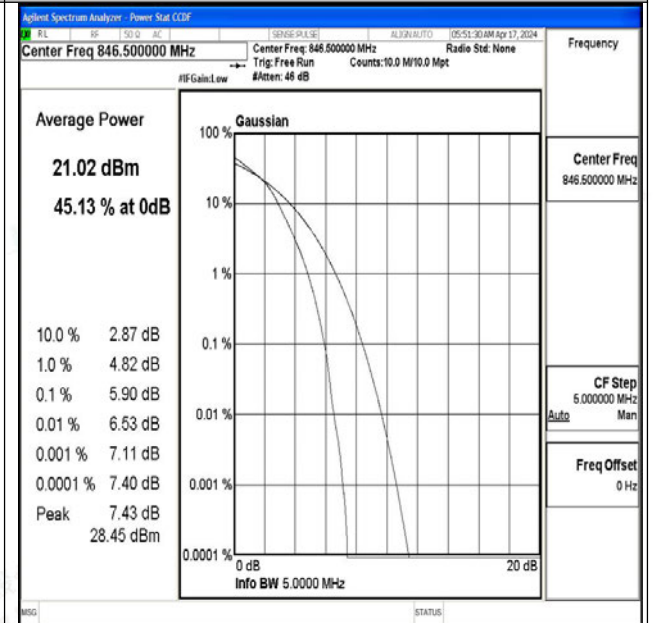 Agilent Spectrum Analyzer - Power Stat CCDF
RL RF 50 Ω AC SENSE:PULSE ALIGNAUTO 05:51:30 AM Apr 17, 2024
Center Freq 846.500000 MHz
Center Freq: 846.500000 MHz Radio Std: None
Trig: Free Run Counts:10.0 M/10.0 Mpt
#IFGain:Low #Atten: 46 dB
Frequency
Average Power
21.02 dBm
45.13 % at 0dB
10.0 % 2.87 dB
1.0 % 4.82 dB
0.1 % 5.90 dB
0.01 % 6.53 dB
0.001 % 7.11 dB
0.0001 % 7.40 dB
Peak 7.43 dB
28.45 dBm
Gaussian
100 %
10 %
1 %
0.1 %
0.01 %
0.001 %
0.0001 %
0 dB 20 dB
Info BW 5.0000 MHz
Center Freq
846.500000 MHz
CF Step
5.000000 MHz
Auto Man
Freq Offset
0 Hz
MSG STATUS